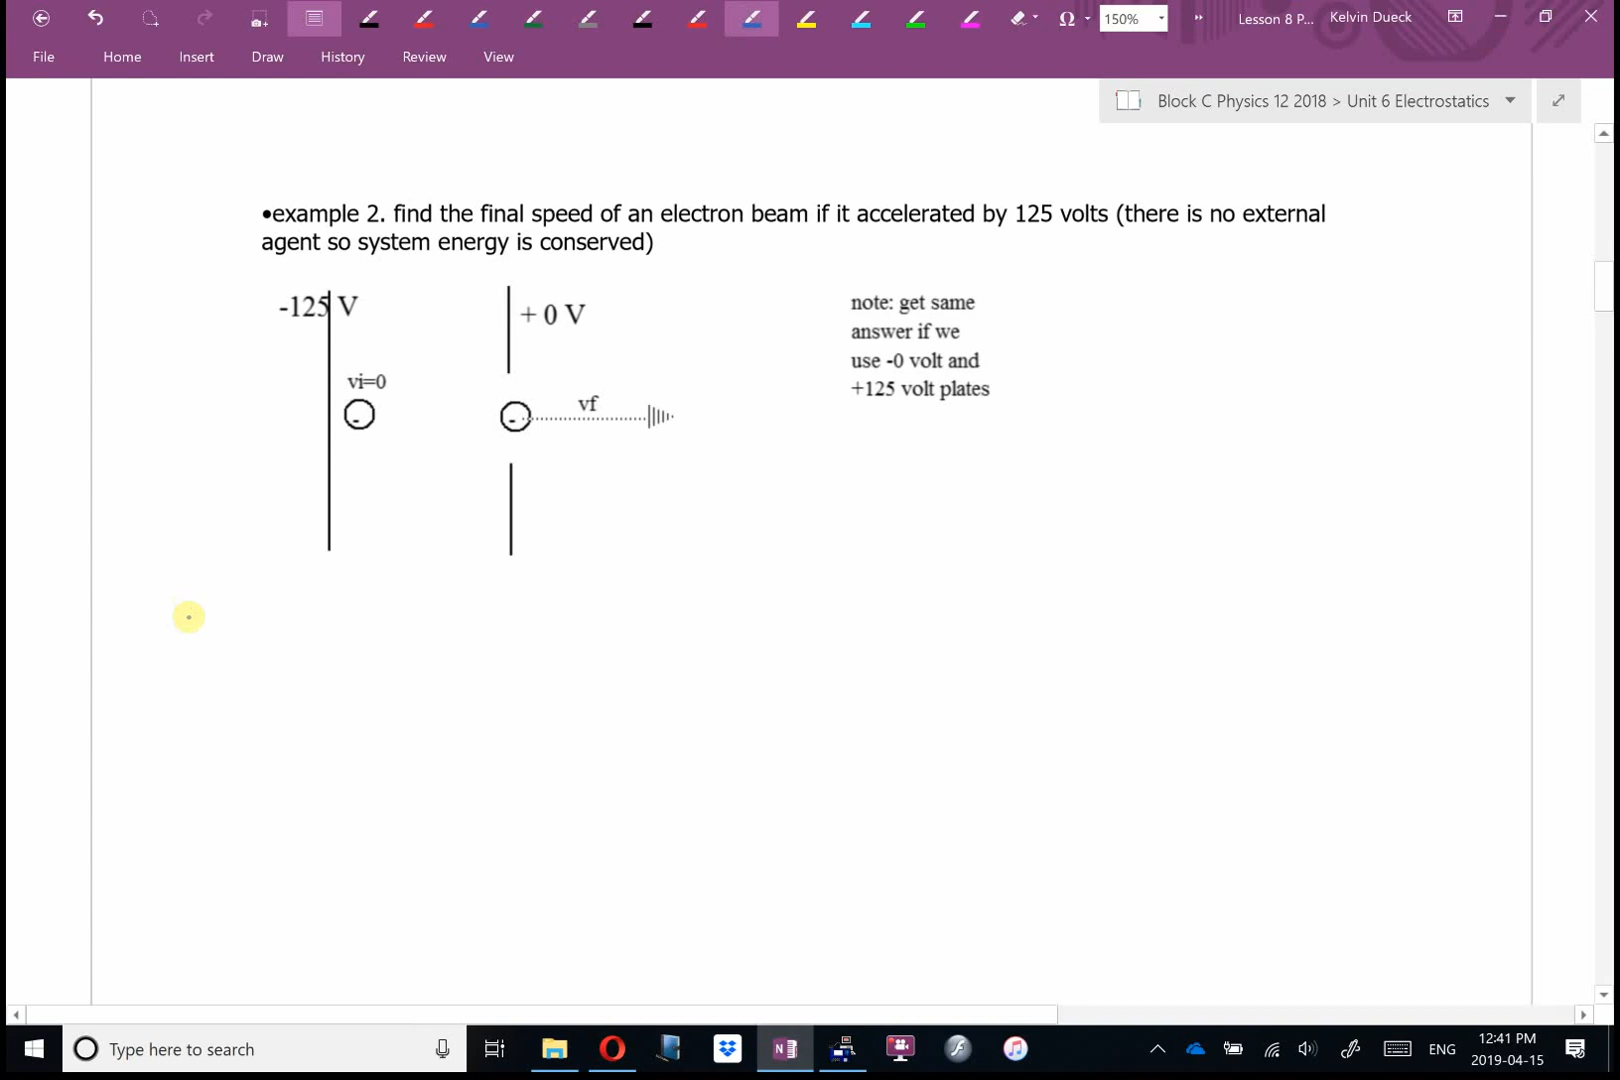 150%
Lesson 8 P...
Kelvin Dueck
File
Home
Insert
Draw
History
Review
View
Block C Physics 12 2018 > Unit 6 Electrostatics
•example 2. find the final speed of an electron beam if it accelerated by 125 volts (there is no external
agent so system energy is conserved)
-125 V
+ 0 V
vi=0
-
-
vf
note: get same
answer if we
use -0 volt and
+125 volt plates
Type here to search
N
ENG
12:41 PM
2019-04-15